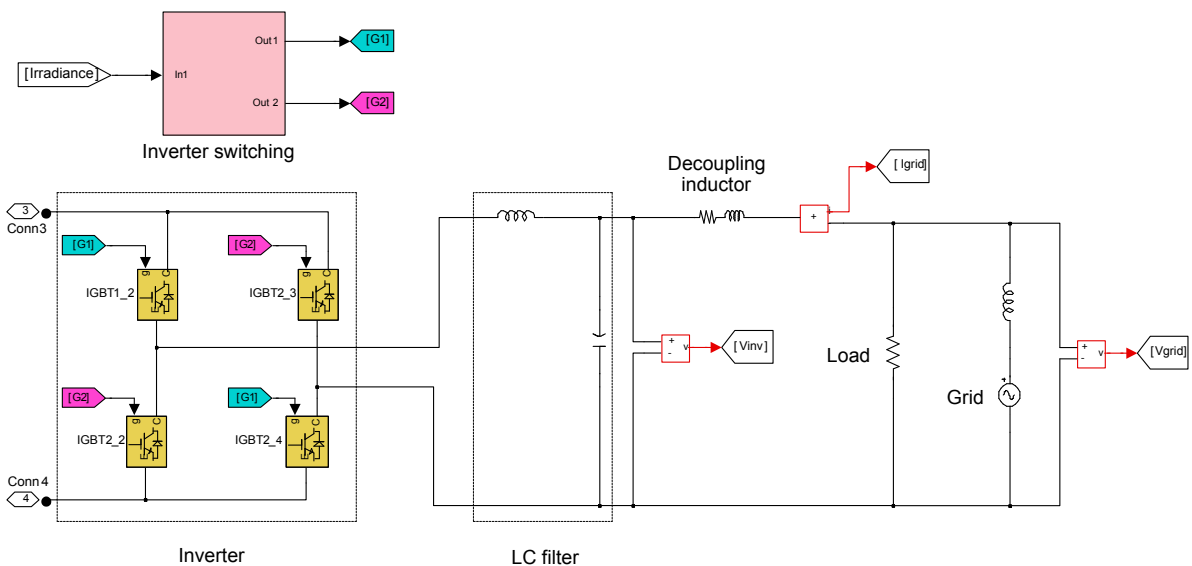 Out1
[G1]
[Irradiance]
In1
Out 2
[G2]
Inverter switching
Decoupling
inductor
[ Igrid]
+
3
Conn3
[G1]
[G2]
g
C
g
C
IGBT1_2
IGBT2_3
+
-
v
[Vinv]
Load
+
-
v
[Vgrid]
+
Grid
[G2]
[G1]
g
C
g
C
IGBT2_2
IGBT2_4
Conn4
4
Inverter
LC filter